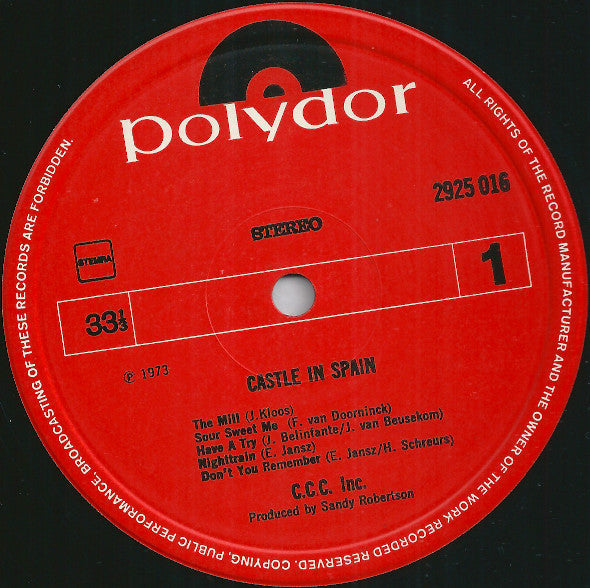 polydor
ALL RIGHTS OF THE RECORD MANUFACTURER AND THE OWNER OF THE WORK RECORDED RESERVED. COPYING, PUBLIC PERFORMANCE, BROADCASTING OF THESE RECORDS ARE FORBIDDEN.
2925 016
STEREO
STEMRA
33⅓
1
℗ 1973
CASTLE IN SPAIN
The Mill (J.Kloos)
Sour Sweet Me (F. van Doorninck)
Have A Try (J. Belinfante/J. van Beusekom)
Nighttrain (E. Jansz)
Don't You Remember (E. Jansz/H. Schreurs)
C.C.C. Inc.
Produced by Sandy Robertson